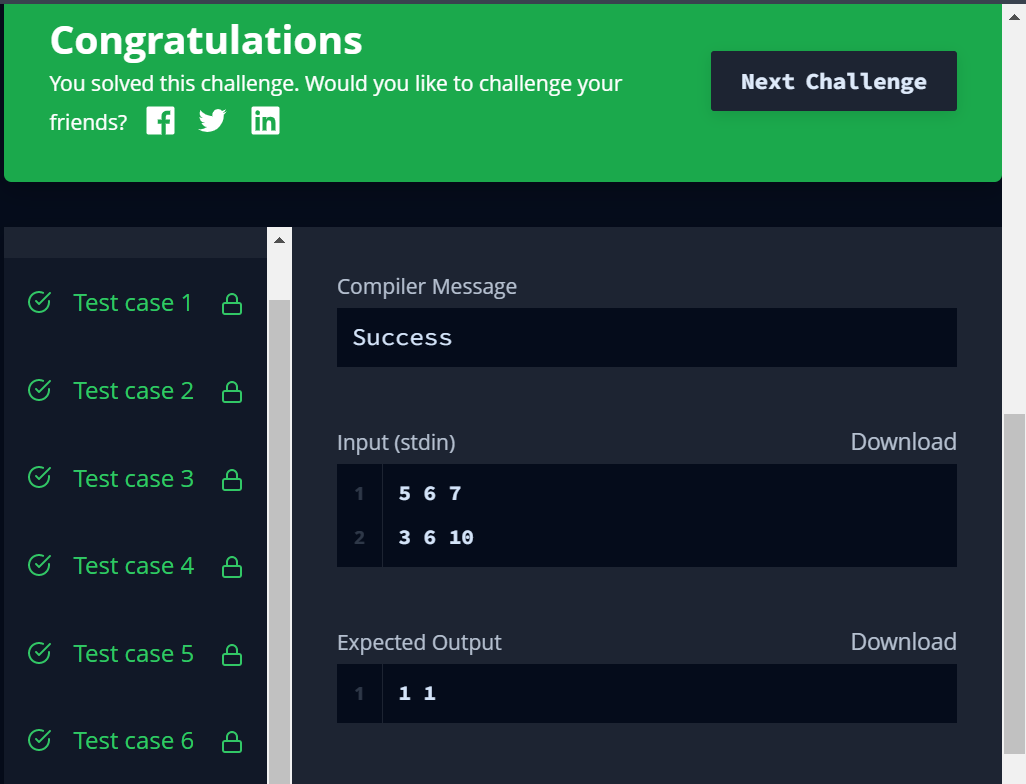 Congratulations
You solved this challenge. Would you like to challenge your
friends?
Next Challenge
Test case 1
Test case 2
Test case 3
Test case 4
Test case 5
Test case 6
Compiler Message
Success
Input (stdin)
Download
1 5 6 7
2 3 6 10
Expected Output
Download
1 1 1